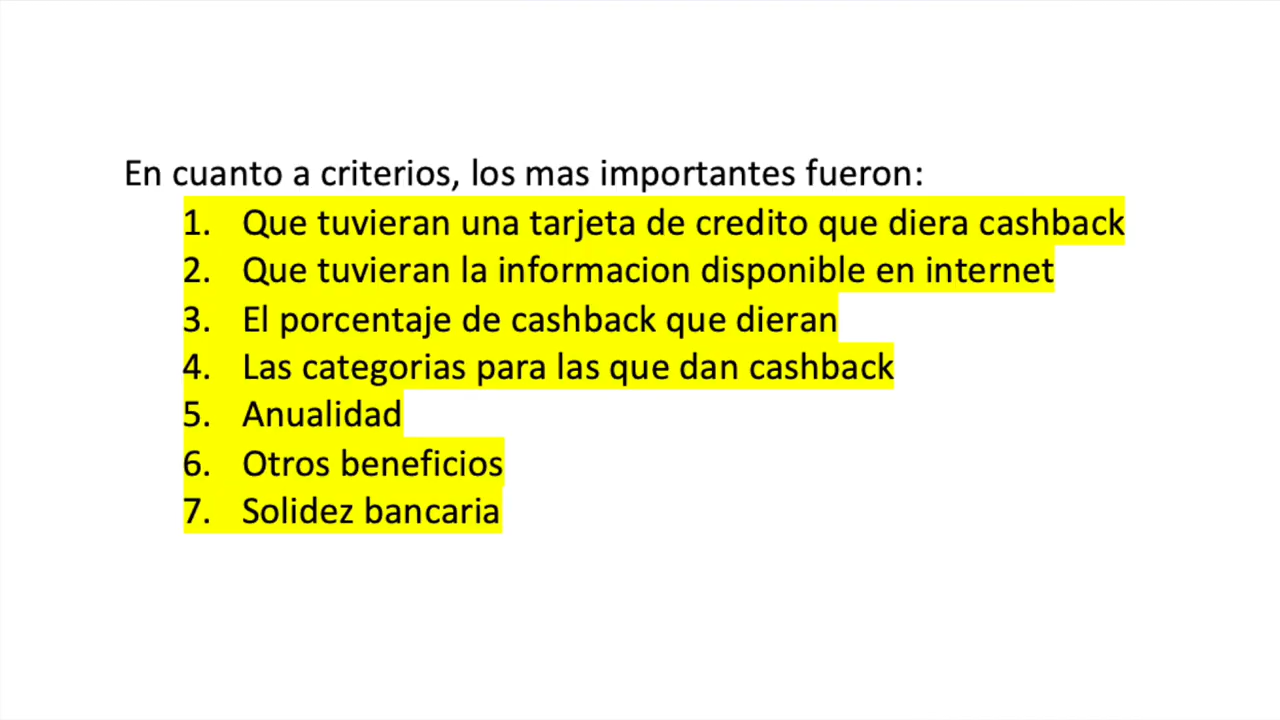 En cuanto a criterios, los mas importantes fueron:
1. Que tuvieran una tarjeta de credito que diera cashback
2. Que tuvieran la informacion disponible en internet
3. El porcentaje de cashback que dieran
4. Las categorias para las que dan cashback
5. Anualidad
6. Otros beneficios
7. Solidez bancaria